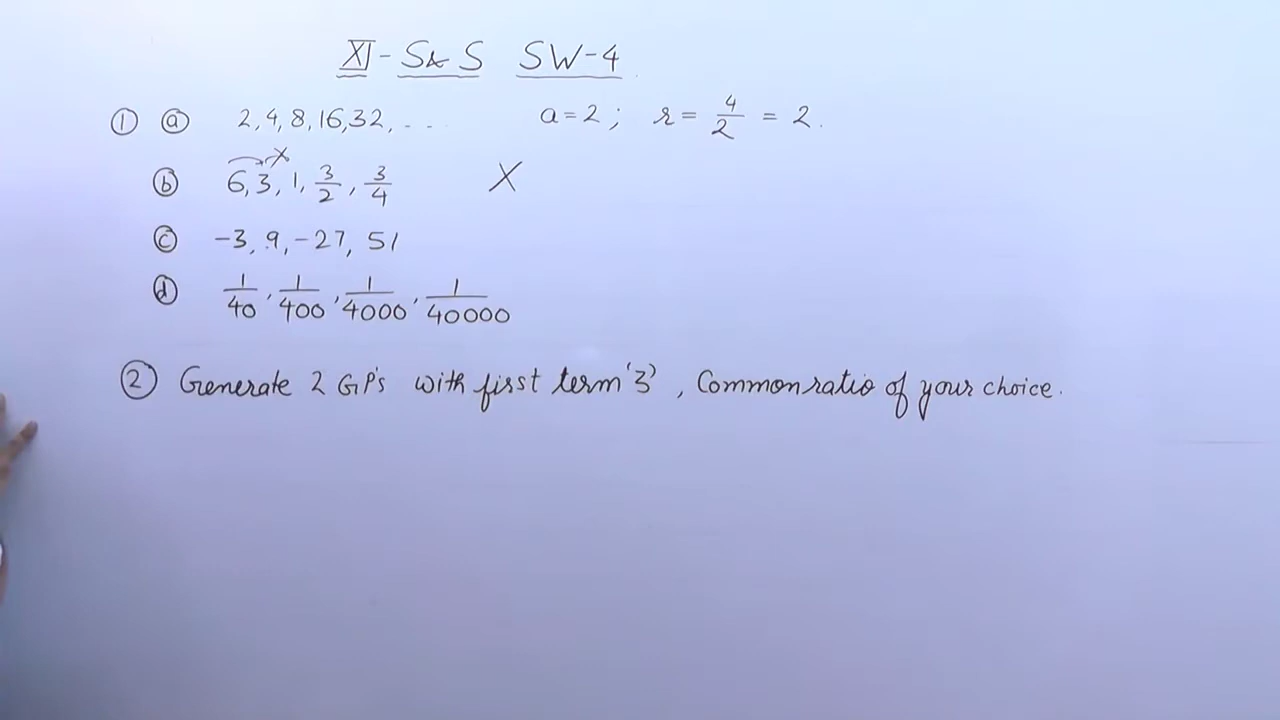 XI - S&S SW-4
① ⓐ 2, 4, 8, 16, 32, ... a = 2 ; r = 4/2 = 2.
ⓑ 6, 3, 1, 3/2, 3/4 X
ⓒ -3, 9, -27, 51
ⓓ 1/40, 1/400, 1/4000, 1/40000
② Generate 2 GP's with first term '3', Common ratio of your choice.